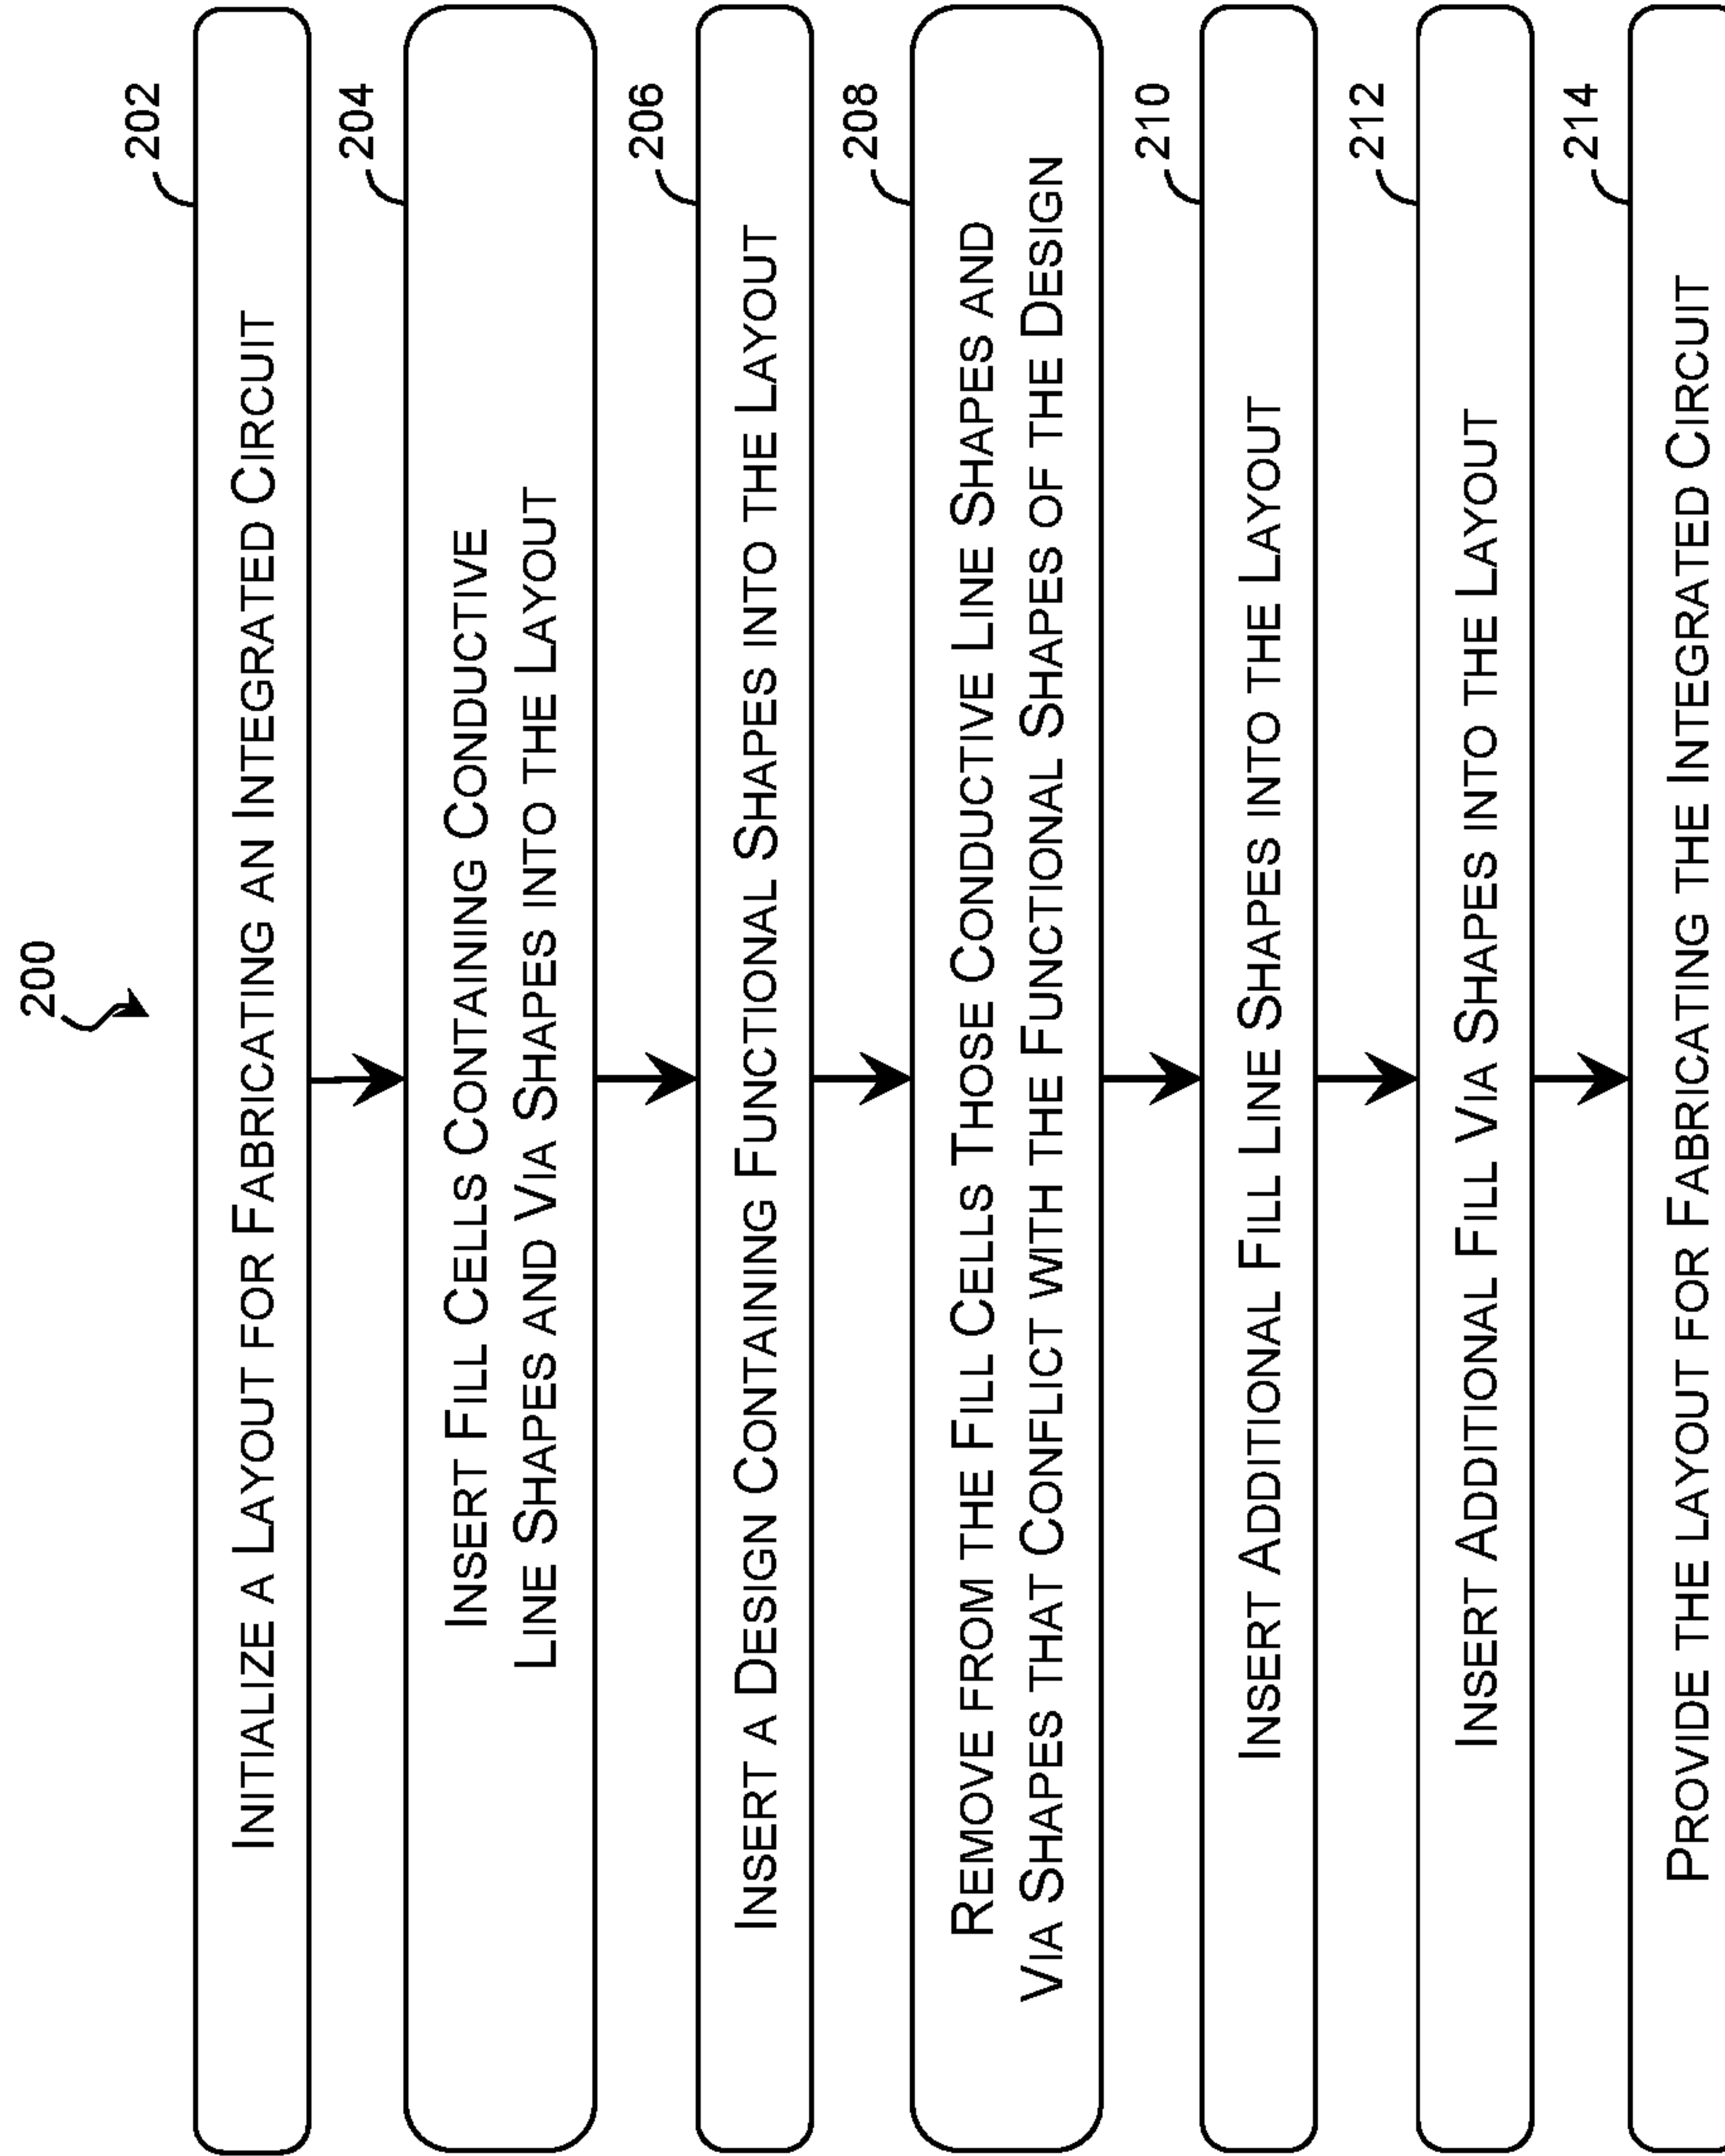 200
202
INITIALIZE A LAYOUT FOR FABRICATING AN INTEGRATED CIRCUIT
204
INSERT FILL CELLS CONTAINING CONDUCTIVE
LINE SHAPES AND VIA SHAPES INTO THE LAYOUT
206
INSERT A DESIGN CONTAINING FUNCTIONAL SHAPES INTO THE LAYOUT
208
REMOVE FROM THE FILL CELLS THOSE CONDUCTIVE LINE SHAPES AND
VIA SHAPES THAT CONFLICT WITH THE FUNCTIONAL SHAPES OF THE DESIGN
210
INSERT ADDITIONAL FILL LINE SHAPES INTO THE LAYOUT
212
INSERT ADDITIONAL FILL VIA SHAPES INTO THE LAYOUT
214
PROVIDE THE LAYOUT FOR FABRICATING THE INTEGRATED CIRCUIT